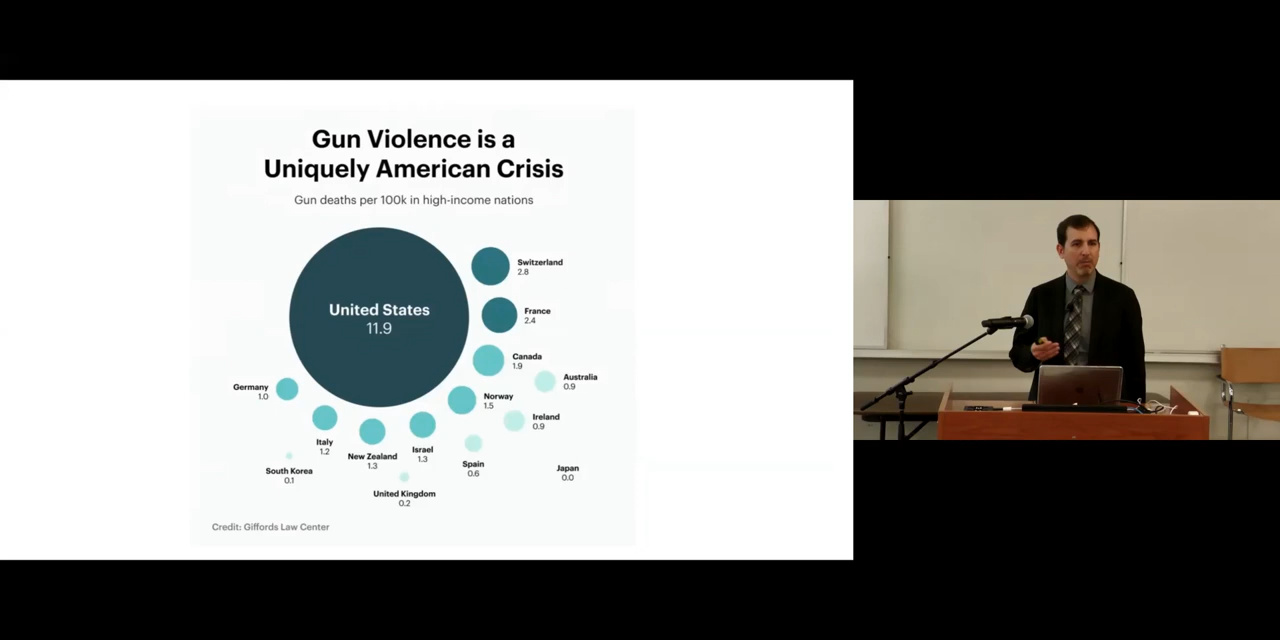 Gun Violence is a
Uniquely American Crisis
Gun deaths per 100k in high-income nations
United States
11.9
Switzerland
2.8
France
2.4
Canada
1.9
Australia
0.9
Norway
1.5
Ireland
0.9
Germany
1.0
Italy
1.2
New Zealand
1.3
Israel
1.3
Spain
0.6
Japan
0.0
South Korea
0.1
United Kingdom
0.2
Credit: Giffords Law Center